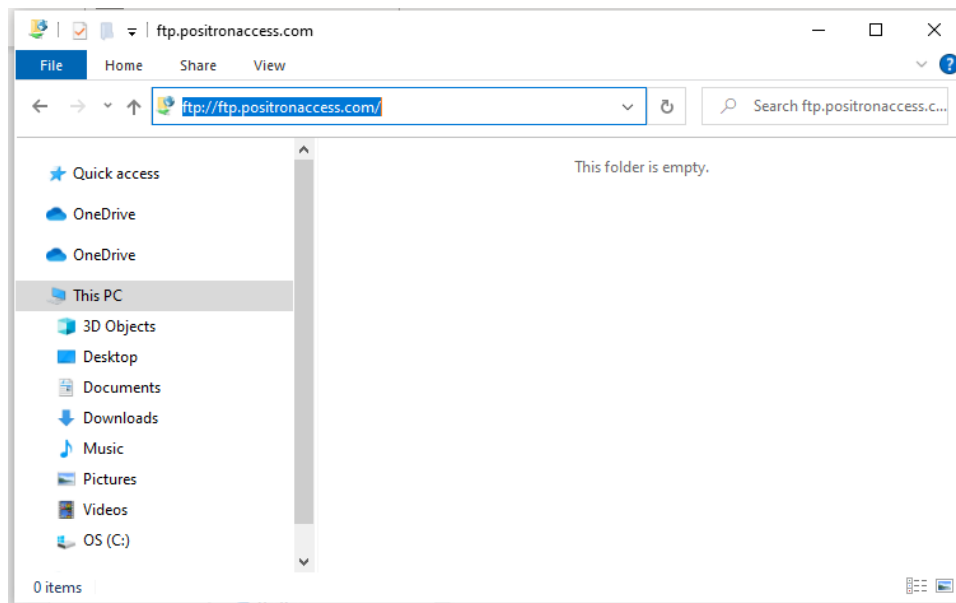 ftp.positronaccess.com
File Home Share View
ftp://ftp.positronaccess.com/
Search ftp.positronaccess.c...
This folder is empty.
Quick access
OneDrive
OneDrive
This PC
3D Objects
Desktop
Documents
Downloads
Music
Pictures
Videos
OS (C:)
0 items